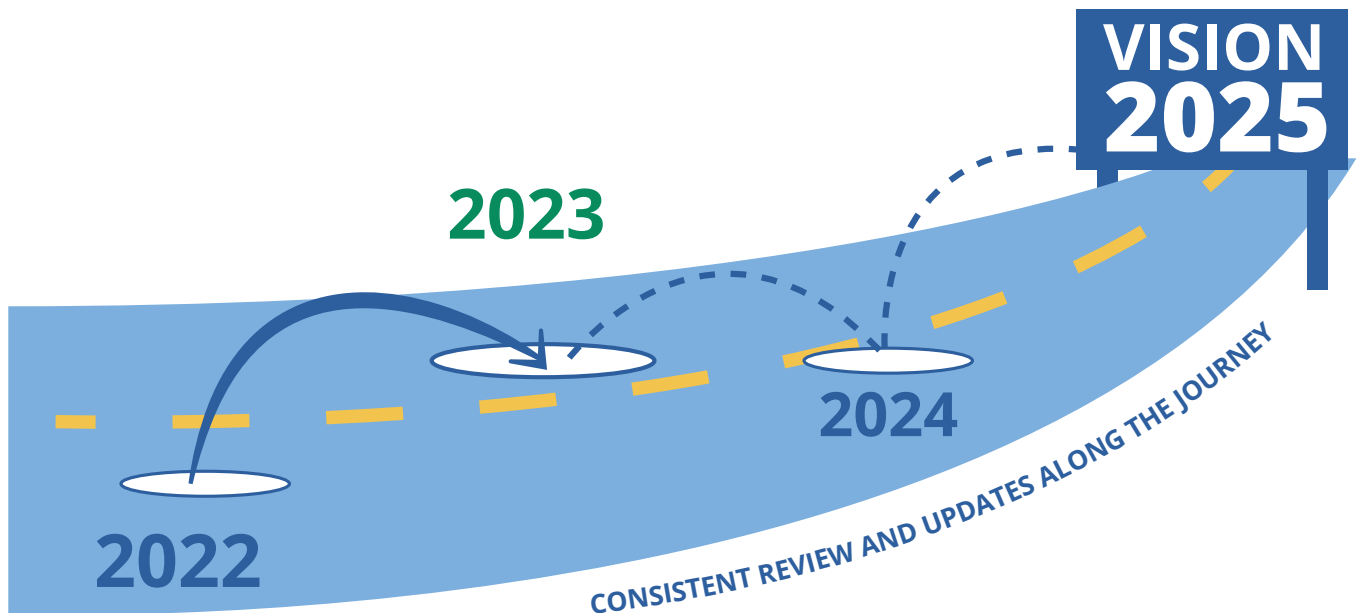 VISION
2025
2023
2024
2022
CONSISTENT REVIEW AND UPDATES ALONG THE JOURNEY